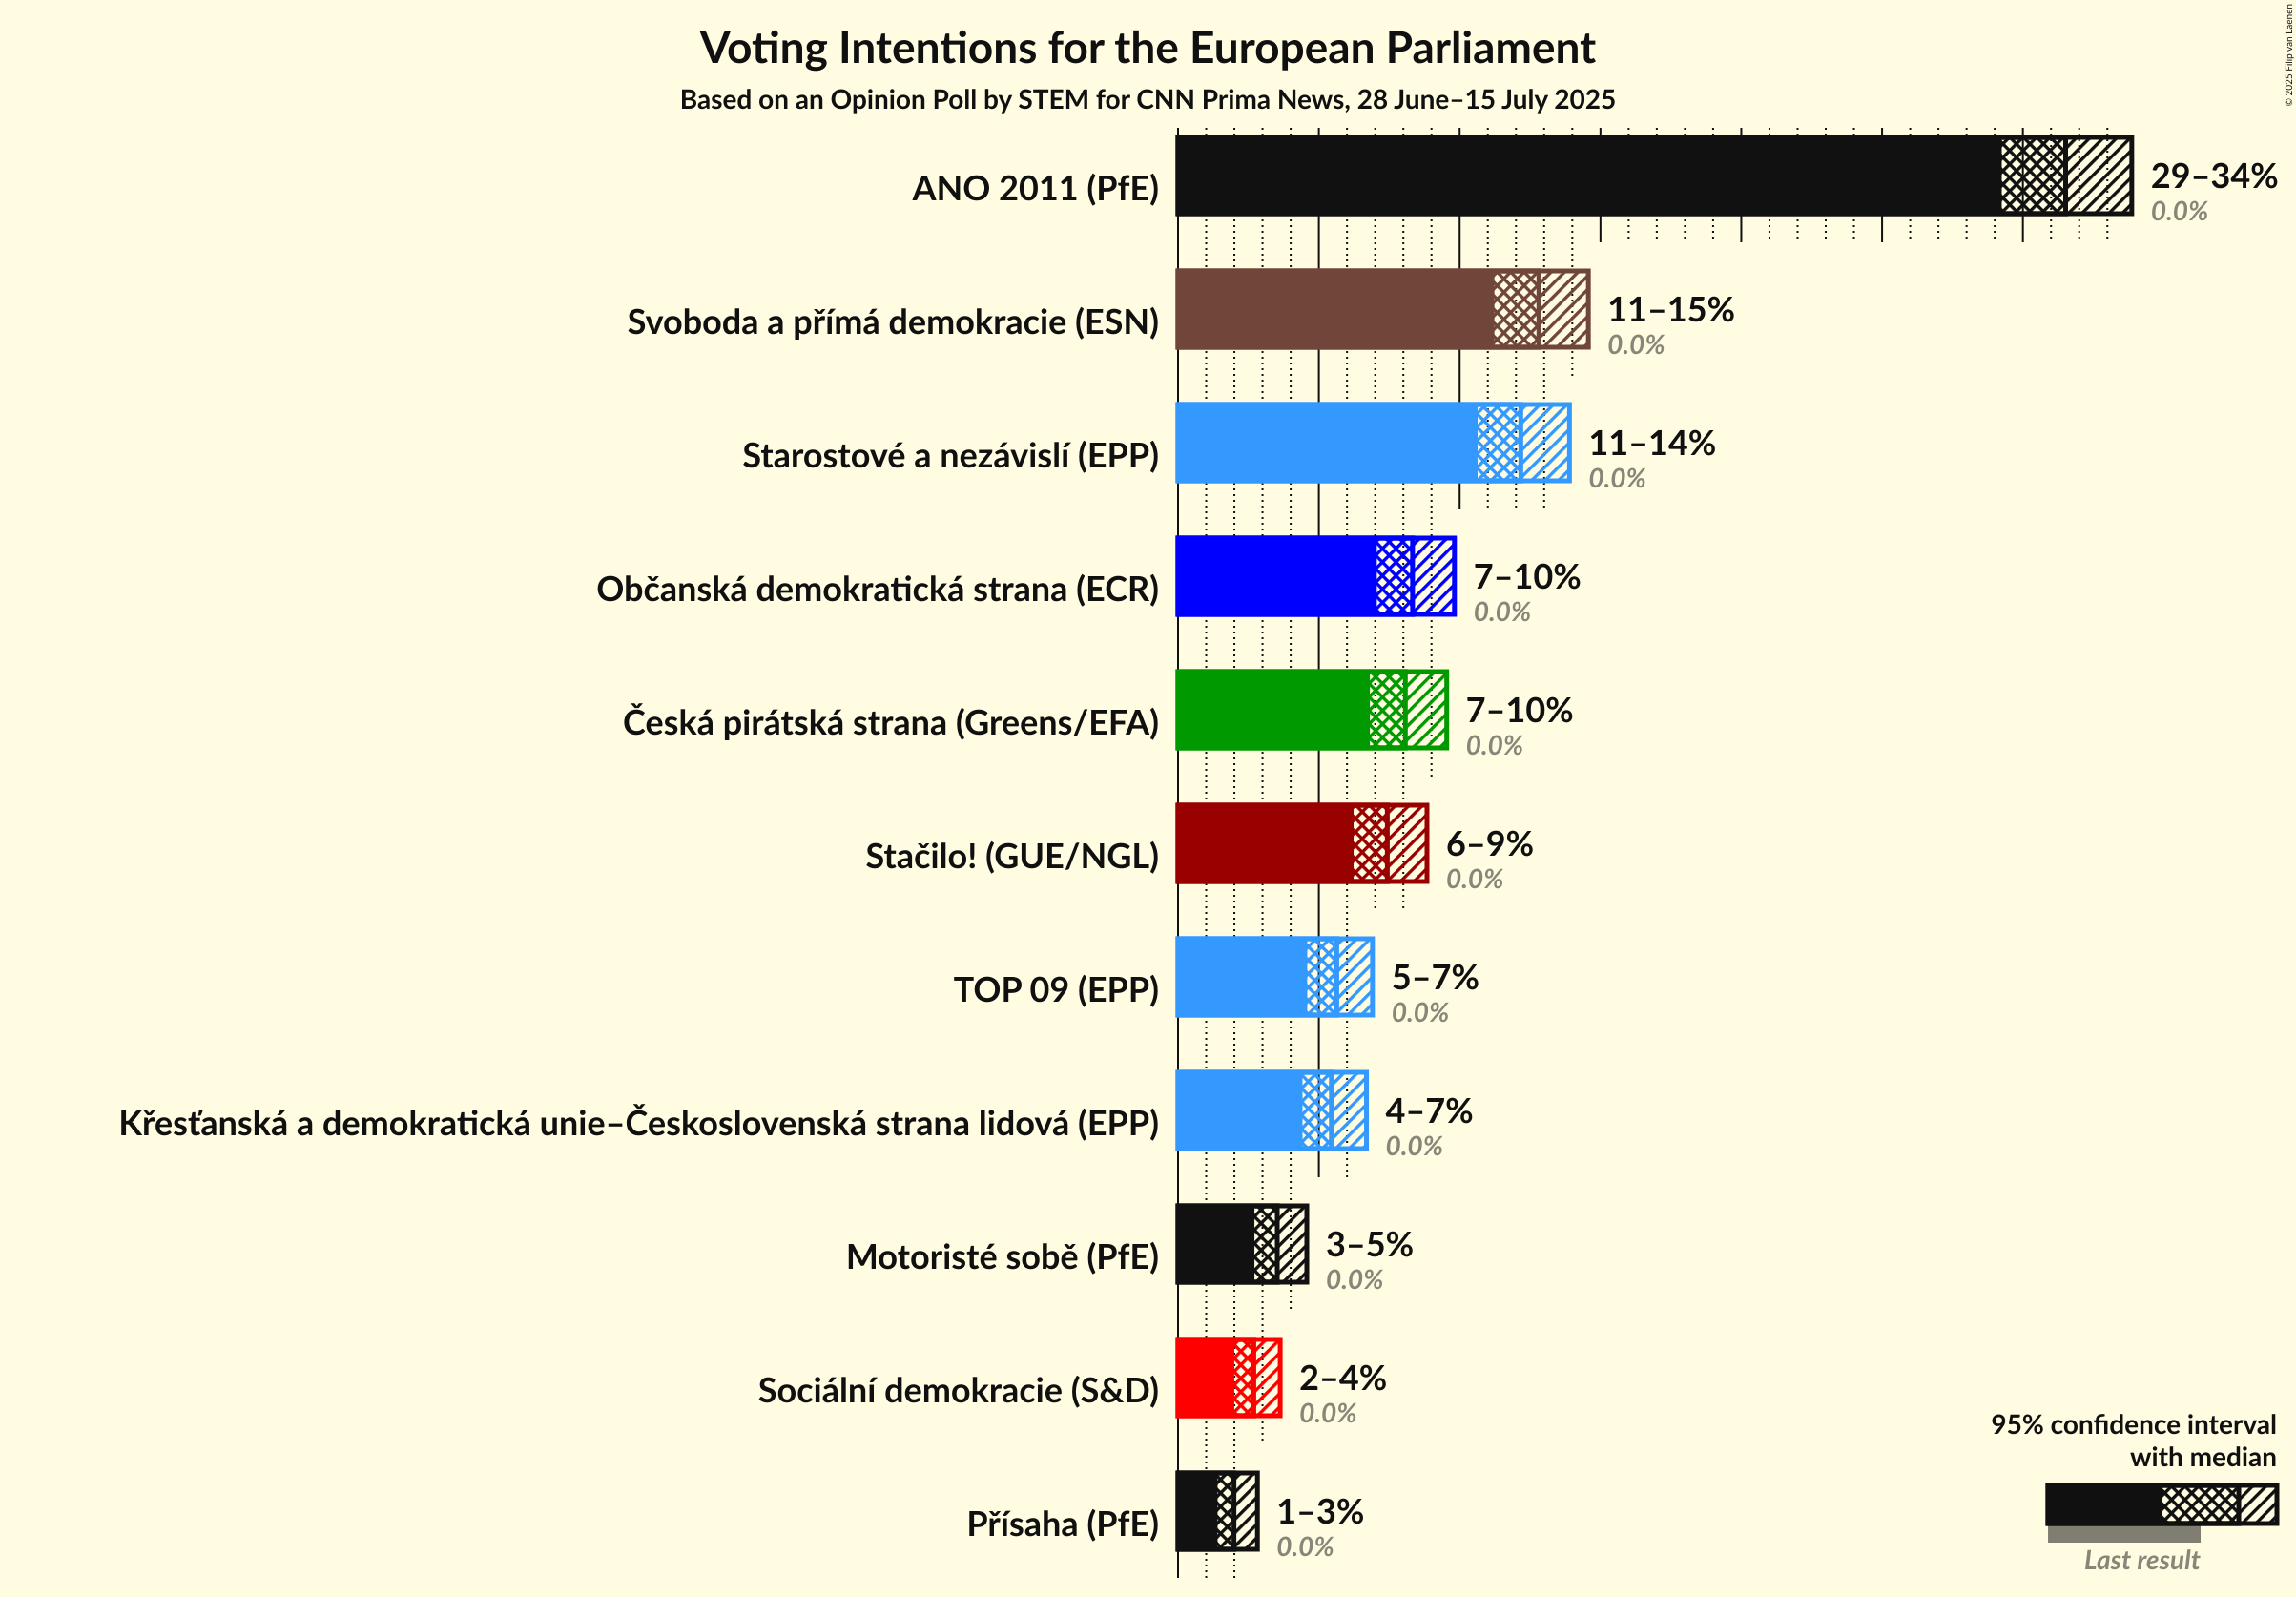 Voting Intentions for the European Parliament
Based on an Opinion Poll by STEM for CNN Prima News, 28 June–15 July 2025
© 2025 Filip van Laenen
ANO 2011 (PfE)
29–34%
0.0%
Svoboda a přímá demokracie (ESN)
11–15%
0.0%
Starostové a nezávislí (EPP)
11–14%
0.0%
Občanská demokratická strana (ECR)
7–10%
0.0%
Česká pirátská strana (Greens/EFA)
7–10%
0.0%
Stačilo! (GUE/NGL)
6–9%
0.0%
TOP 09 (EPP)
5–7%
0.0%
Křesťanská a demokratická unie–Československá strana lidová (EPP)
4–7%
0.0%
Motoristé sobě (PfE)
3–5%
0.0%
Sociální demokracie (S&D)
2–4%
0.0%
Přísaha (PfE)
1–3%
0.0%
95% confidence interval
with median
Last result